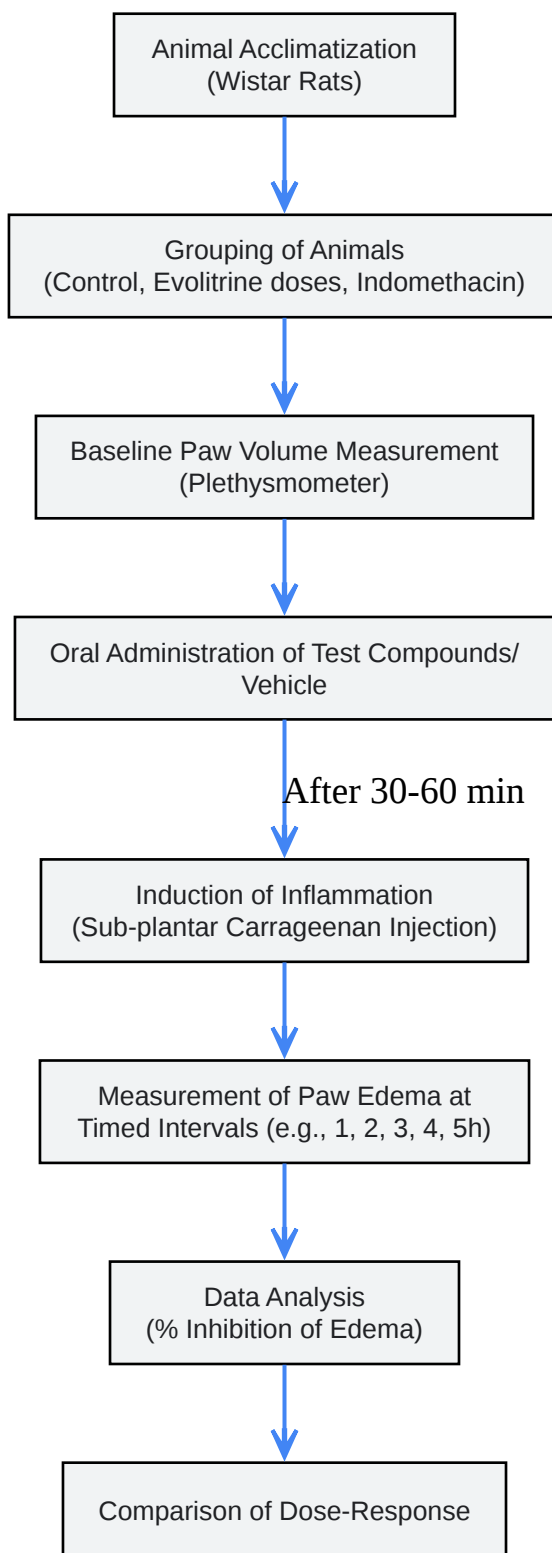 Animal Acclimatization
(Wistar Rats)
Grouping of Animals
(Control, Evolitrine doses, Indomethacin)
Baseline Paw Volume Measurement
(Plethysmometer)
Oral Administration of Test Compounds/
Vehicle
After 30-60 min
Induction of Inflammation
(Sub-plantar Carrageenan Injection)
Measurement of Paw Edema at
Timed Intervals (e.g., 1, 2, 3, 4, 5h)
Data Analysis
(% Inhibition of Edema)
Comparison of Dose-Response